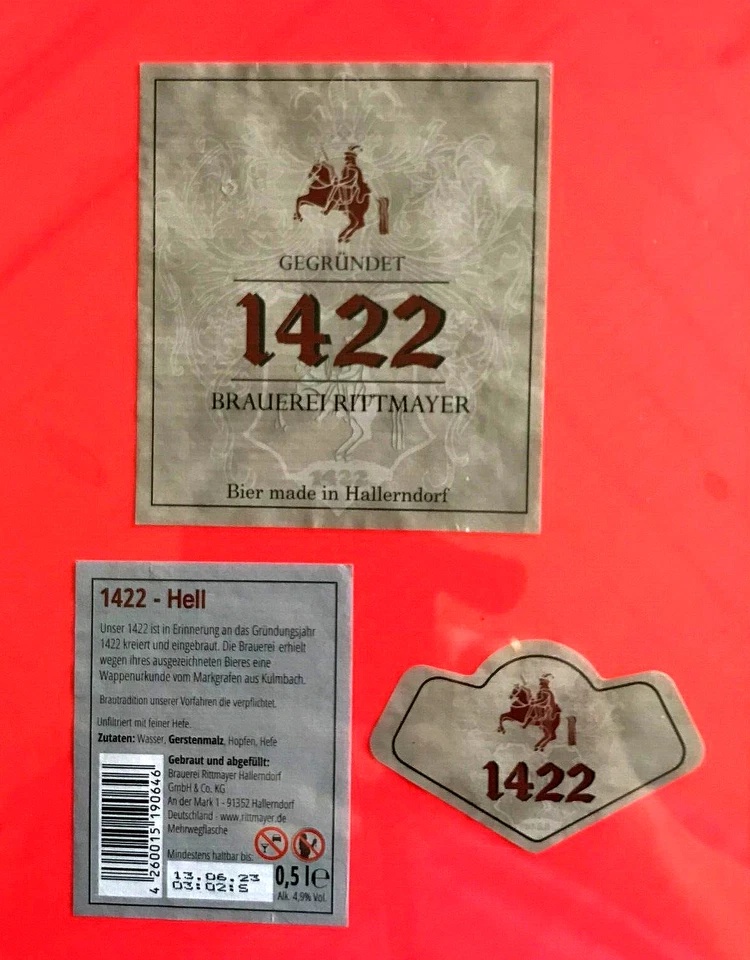 GEGRÜNDET
1422
BRAUEREI RITTMAYER
1422
Bier made in Hallerndorf
1422 - Hell
Unser 1422 ist in Erinnerung an das Gründungsjahr
1422 kreiert und eingebraut. Die Brauerei erhielt
wegen ihres ausgezeichneten Bieres eine
Wappenurkunde vom Markgrafen aus Kulmbach.
Brautradition unserer Vorfahren die verpflichtet.
Unfiltriert mit feiner Hefe.
Zutaten: Wasser, Gerstenmalz, Hopfen, Hefe
Gebraut und abgefüllt:
Brauerei Rittmayer Hallerndorf
GmbH & Co. KG
An der Mark 1 - 91352 Hallerndorf
Deutschland - www.rittmayer.de
Mehrwegflasche
Mindestens haltbar bis:
13.06.23
03:02:S
0,5 l e
Alk. 4,9% Vol.
4 260015 190646
1422